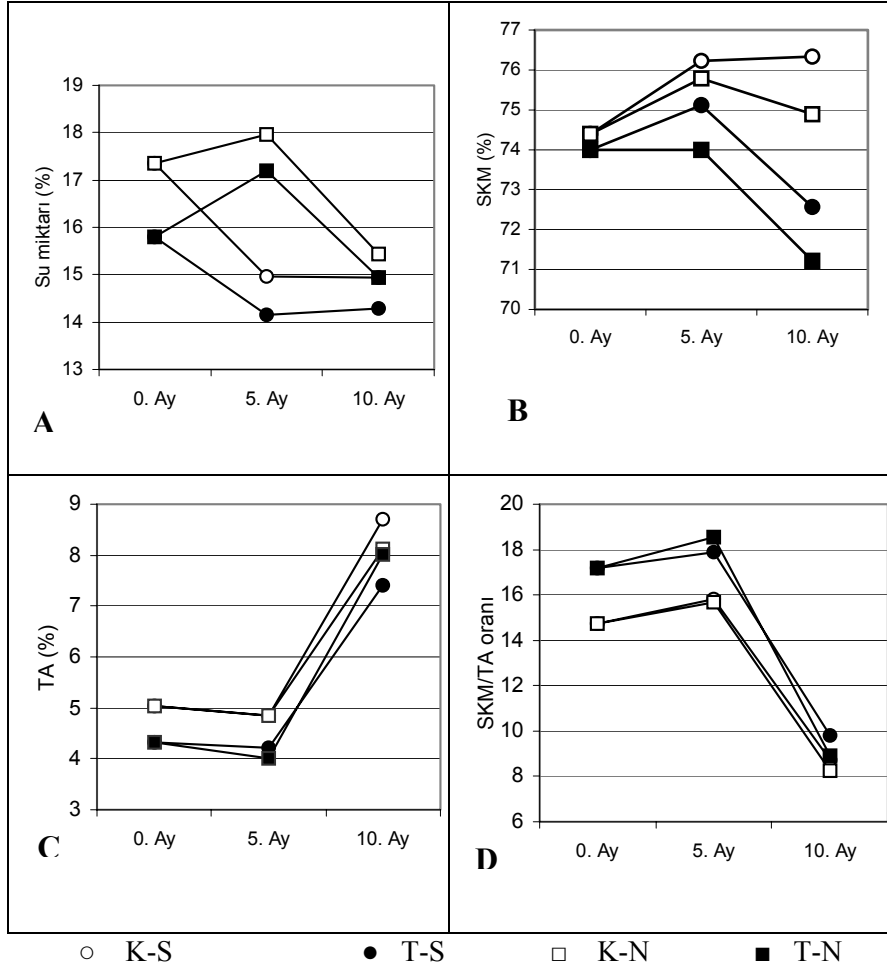 19
18
17
16
15
14
13
Su miktarı (%)
0. Ay 5. Ay 10. Ay
A
77
76
75
74
73
72
71
70
SKM (%)
0. Ay 5. Ay 10. Ay
B
9
8
7
6
5
4
3
TA (%)
0. Ay 5. Ay 10. Ay
C
20
18
16
14
12
10
8
6
SKM/TA oranı
0. Ay 5. Ay 10. Ay
D
K-S T-S K-N T-N